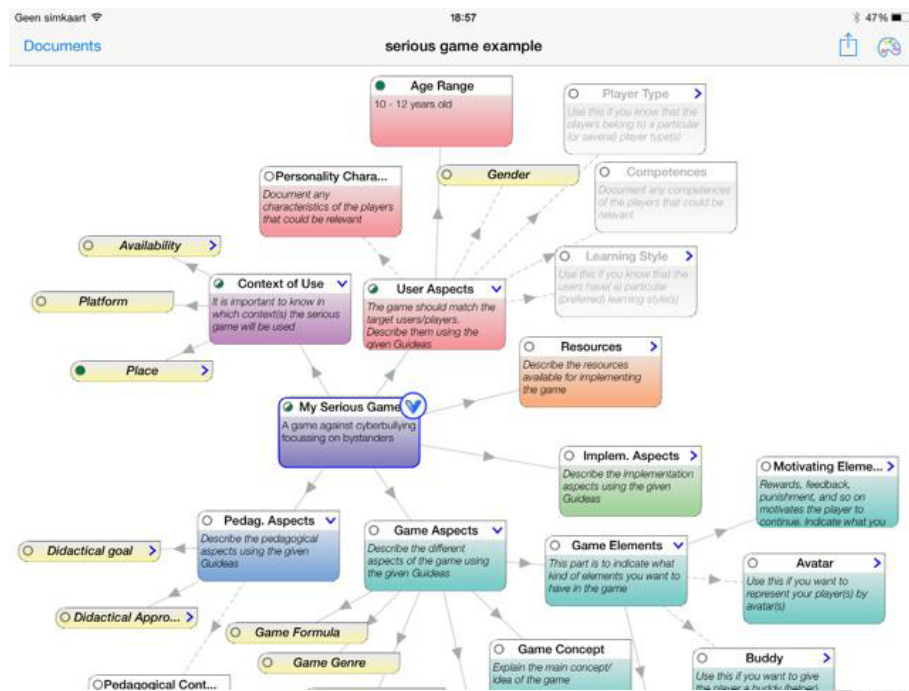 Geen simkaart 18:57 47%
Documents serious game example
Age Range
10 - 12 years old
Player Type
Use this if you know that the
players belong to a particular
(or several) player type(s)
Personality Chara...
Document any
characteristics of the players
that could be relevant
Gender
Competences
Document any competences
of the players that could be
relevant
Availability
Learning Style
Use this if you know that the
users have( a) particular
(preferred) learning style(s)
Context of Use
It is important to know in
which context(s) the serious
game will be used
User Aspects
The game should match the
target users/players.
Describe them using the
given Guideas
Platform
Place
Resources
Describe the resources
available for implementing
the game
My Serious Game
A game against cyberbullying
focussing on bystanders
Implem. Aspects
Describe the implementation
aspects using the given
Guideas
Motivating Eleme...
Rewards, feedback,
punishment, and so on
motivates the player to
continue. Indicate what you
Pedag. Aspects
Describe the pedagogical
aspects using the given
Guideas
Game Aspects
Describe the different
aspects of the game using
the given Guideas
Game Elements
This part is to indicate what
kind of elements you want to
have in the game
Didactical goal
Avatar
Use this if you want to
represent your player(s) by
avatar(s)
Didactical Appro...
Game Formula
Game Genre
Game Concept
Explain the main concept/
idea of the game
Buddy
Use this if you want to give
the player a buddy (helper,
Pedagogical Cont...